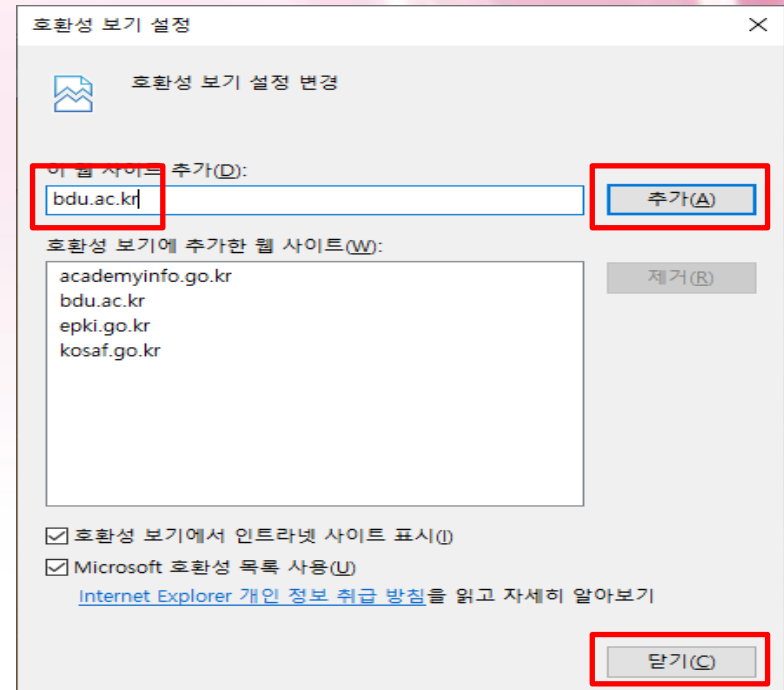 호환성 보기 설정
호환성 보기 설정 변경
이 웹 사이트 추가(D):
bdu.ac.kr
추가(A)
호환성 보기에 추가한 웹 사이트(W):
academyinfo.go.kr
bdu.ac.kr
epki.go.kr
kosaf.go.kr
제거(R)
호환성 보기에서 인트라넷 사이트 표시(I)
Microsoft 호환성 목록 사용(U)
Internet Explorer 개인 정보 취급 방침을 읽고 자세히 알아보기
닫기(C)